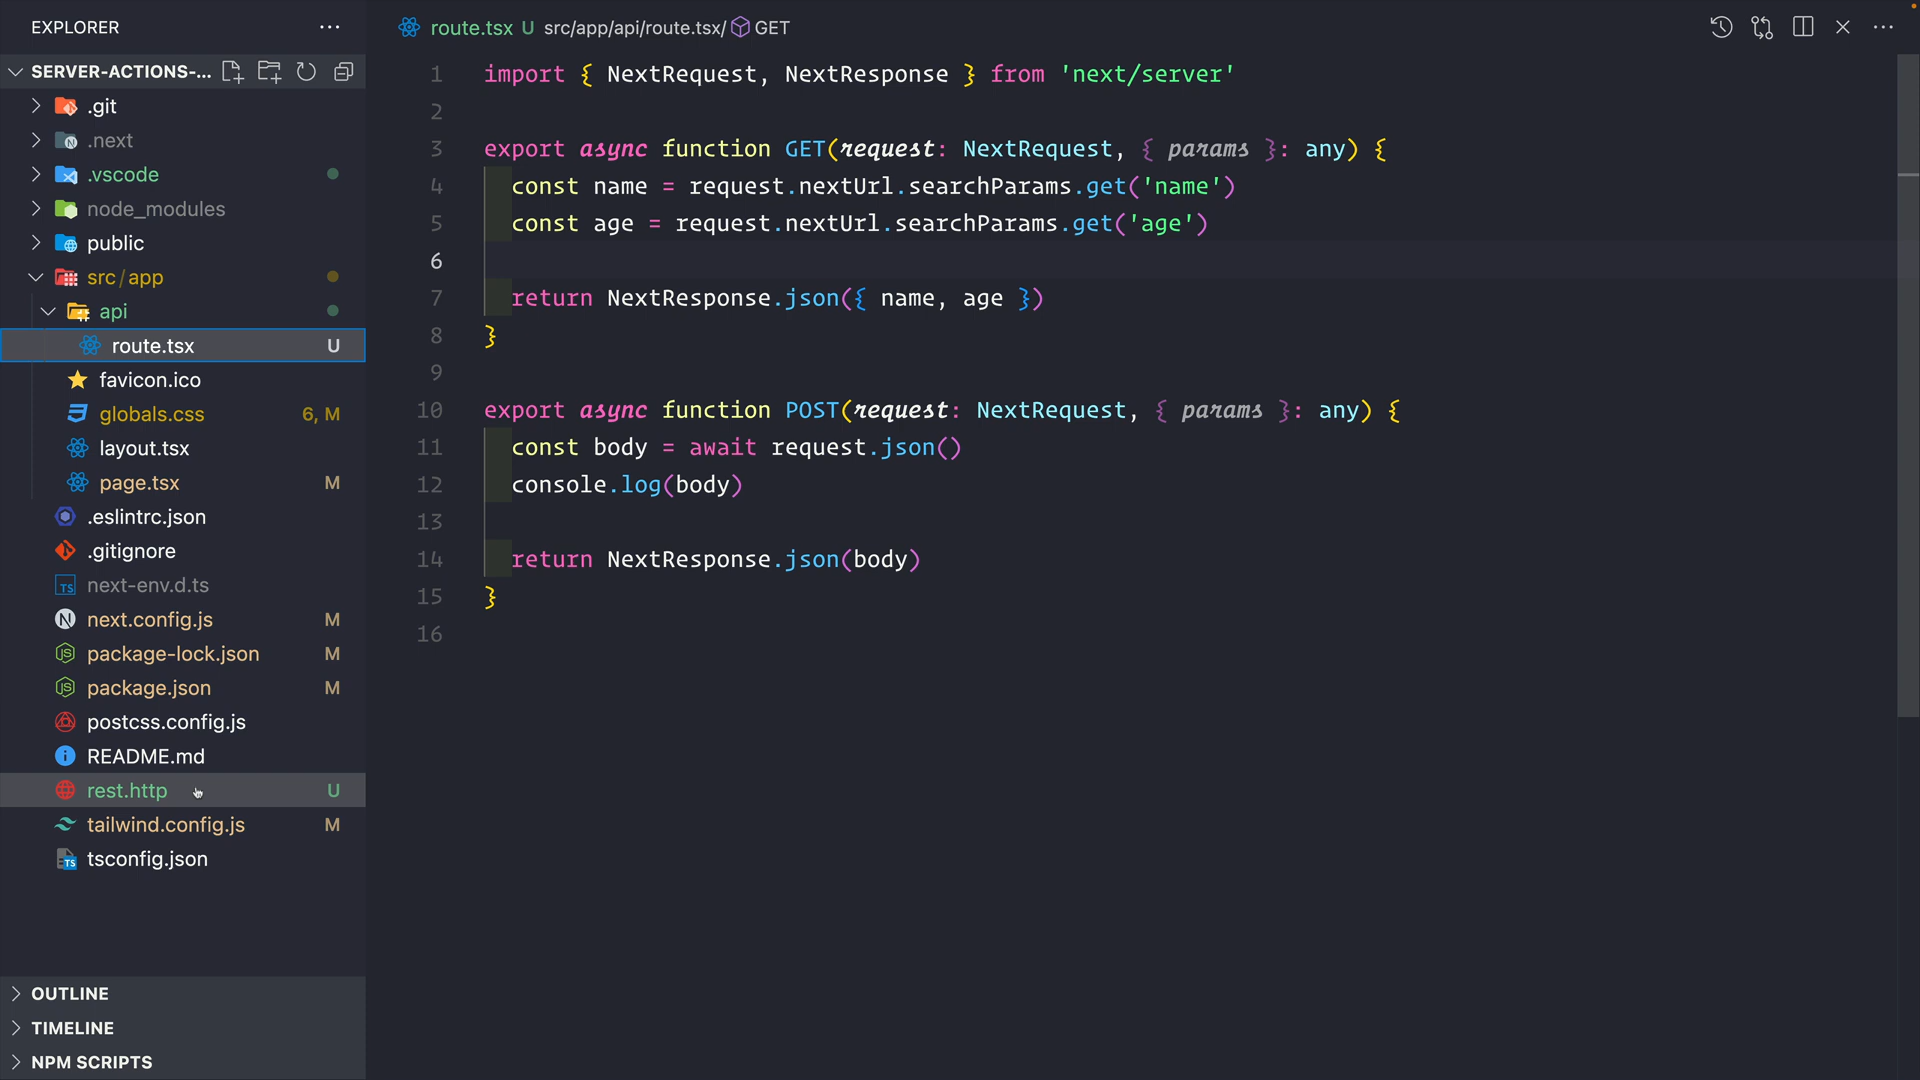 EXPLORER
SERVER-ACTIONS-...
.git
.next
.vscode
node_modules
public
src / app
api
route.tsx U
favicon.ico
globals.css 6, M
layout.tsx
page.tsx M
.eslintrc.json
.gitignore
next-env.d.ts
next.config.js M
package-lock.json M
package.json M
postcss.config.js
README.md
rest.http U
tailwind.config.js M
tsconfig.json
OUTLINE
TIMELINE
NPM SCRIPTS
route.tsx U src/app/api/route.tsx/ GET
1 import { NextRequest, NextResponse } from 'next/server'
2
3 export async function GET(request: NextRequest, { params }: any) {
4 const name = request.nextUrl.searchParams.get('name')
5 const age = request.nextUrl.searchParams.get('age')
6
7 return NextResponse.json({ name, age })
8 }
9
10 export async function POST(request: NextRequest, { params }: any) {
11 const body = await request.json()
12 console.log(body)
13
14 return NextResponse.json(body)
15 }
16